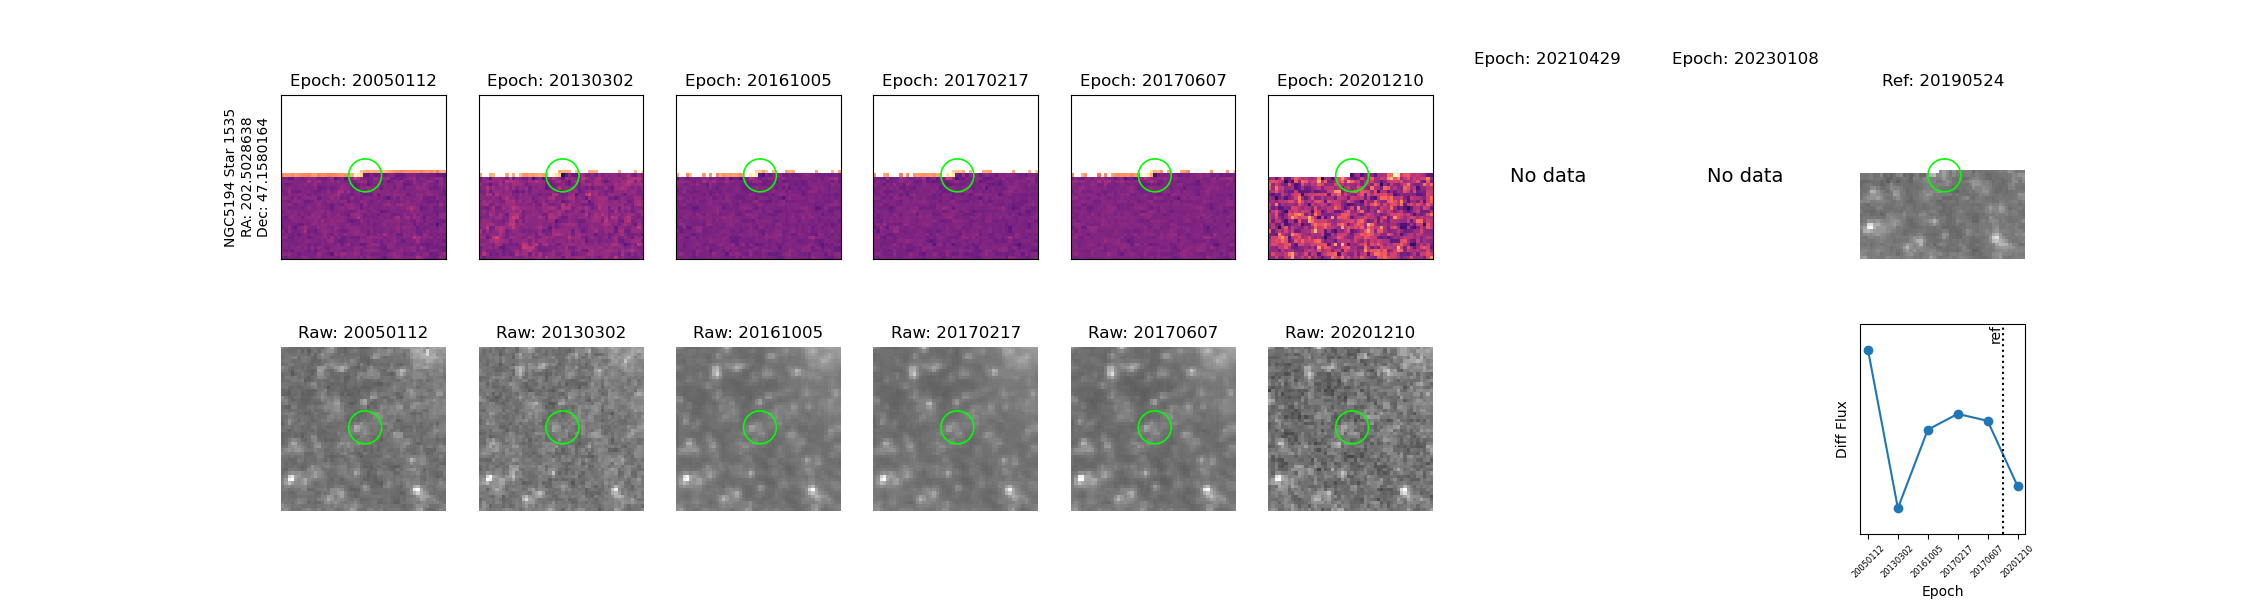 NGC5194 Star 1535
RA: 202.5028638
Dec: 47.1580164
Epoch: 20050112
Epoch: 20130302
Epoch: 20161005
Epoch: 20170217
Epoch: 20170607
Epoch: 20201210
Epoch: 20210429
Epoch: 20230108
Ref: 20190524
No data
No data
Raw: 20050112
Raw: 20130302
Raw: 20161005
Raw: 20170217
Raw: 20170607
Raw: 20201210
ref
Diff Flux
20050112
20130302
20161005
20170217
20170607
20201210
Epoch